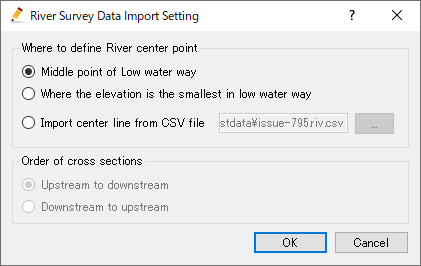 River Survey Data Import Setting
?
Where to define River center point
Middle point of Low water way
Where the elevation is the smallest in low water way
Import center line from CSV file stdata¥issue-795.riv.csv ...
Order of cross sections
Upstream to downstream
Downstream to upstream
OK Cancel